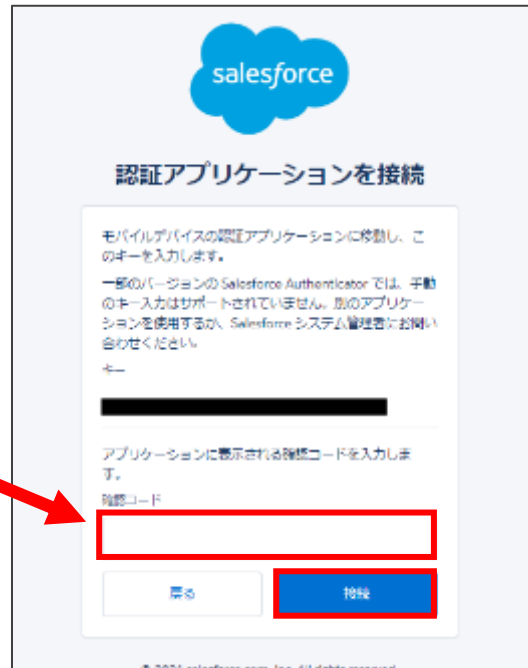 salesforce
認証アプリケーションを接続
モバイルデバイスの認証アプリケーションに移動し、こ
のキーを入力します。
一部のバージョンの Salesforce Authenticator では、手動
のキー入力はサポートされていません。別のアプリケー
ションを使用するか、Salesforce システム管理者にお問い
合わせください。
キー
アプリケーションに表示される確認コードを入力しま
す。
確認コード
戻る
接続
salesforce.com, inc. All rights reserved.